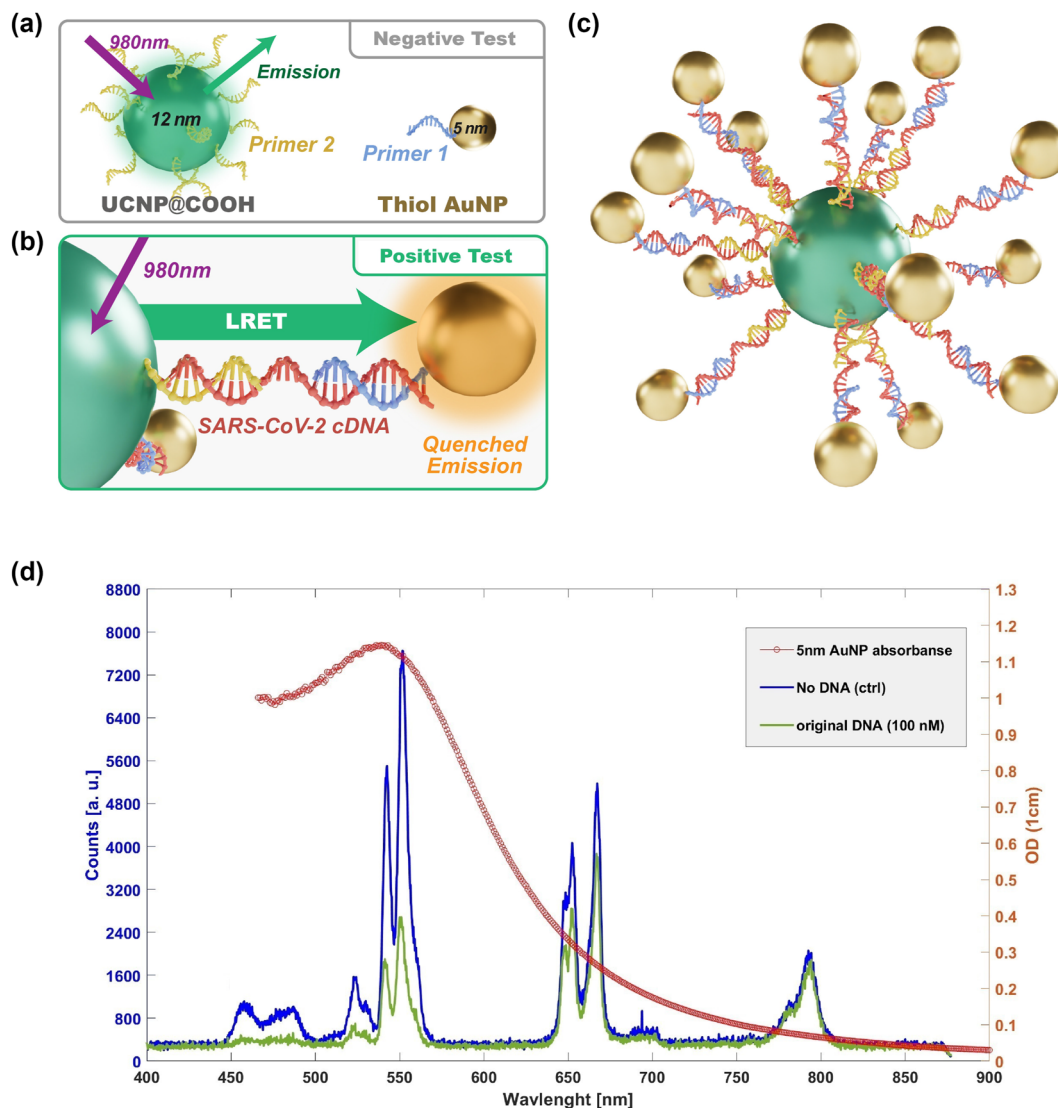 (a)
Negative Test
980nm
Emission
12 nm
Primer 2
UCNP@COOH
Primer 1
5 nm
Thiol AuNP
(b)
Positive Test
980nm
LRET
SARS-CoV-2 cDNA
Quenched
Emission
(c)
(d)
8800
8000
7200
6400
5600
4800
4000
3200
2400
1600
800
0
Counts [a. u.]
5nm AuNP absorbanse
No DNA (ctrl)
original DNA (100 nM)
1.3
1.2
1.1
1
0.9
0.8
0.7
0.6
0.5
0.4
0.3
0.2
0.1
0
OD (1cm)
400 450 500 550 600 650 700 750 800 850 900
Wavlenght [nm]